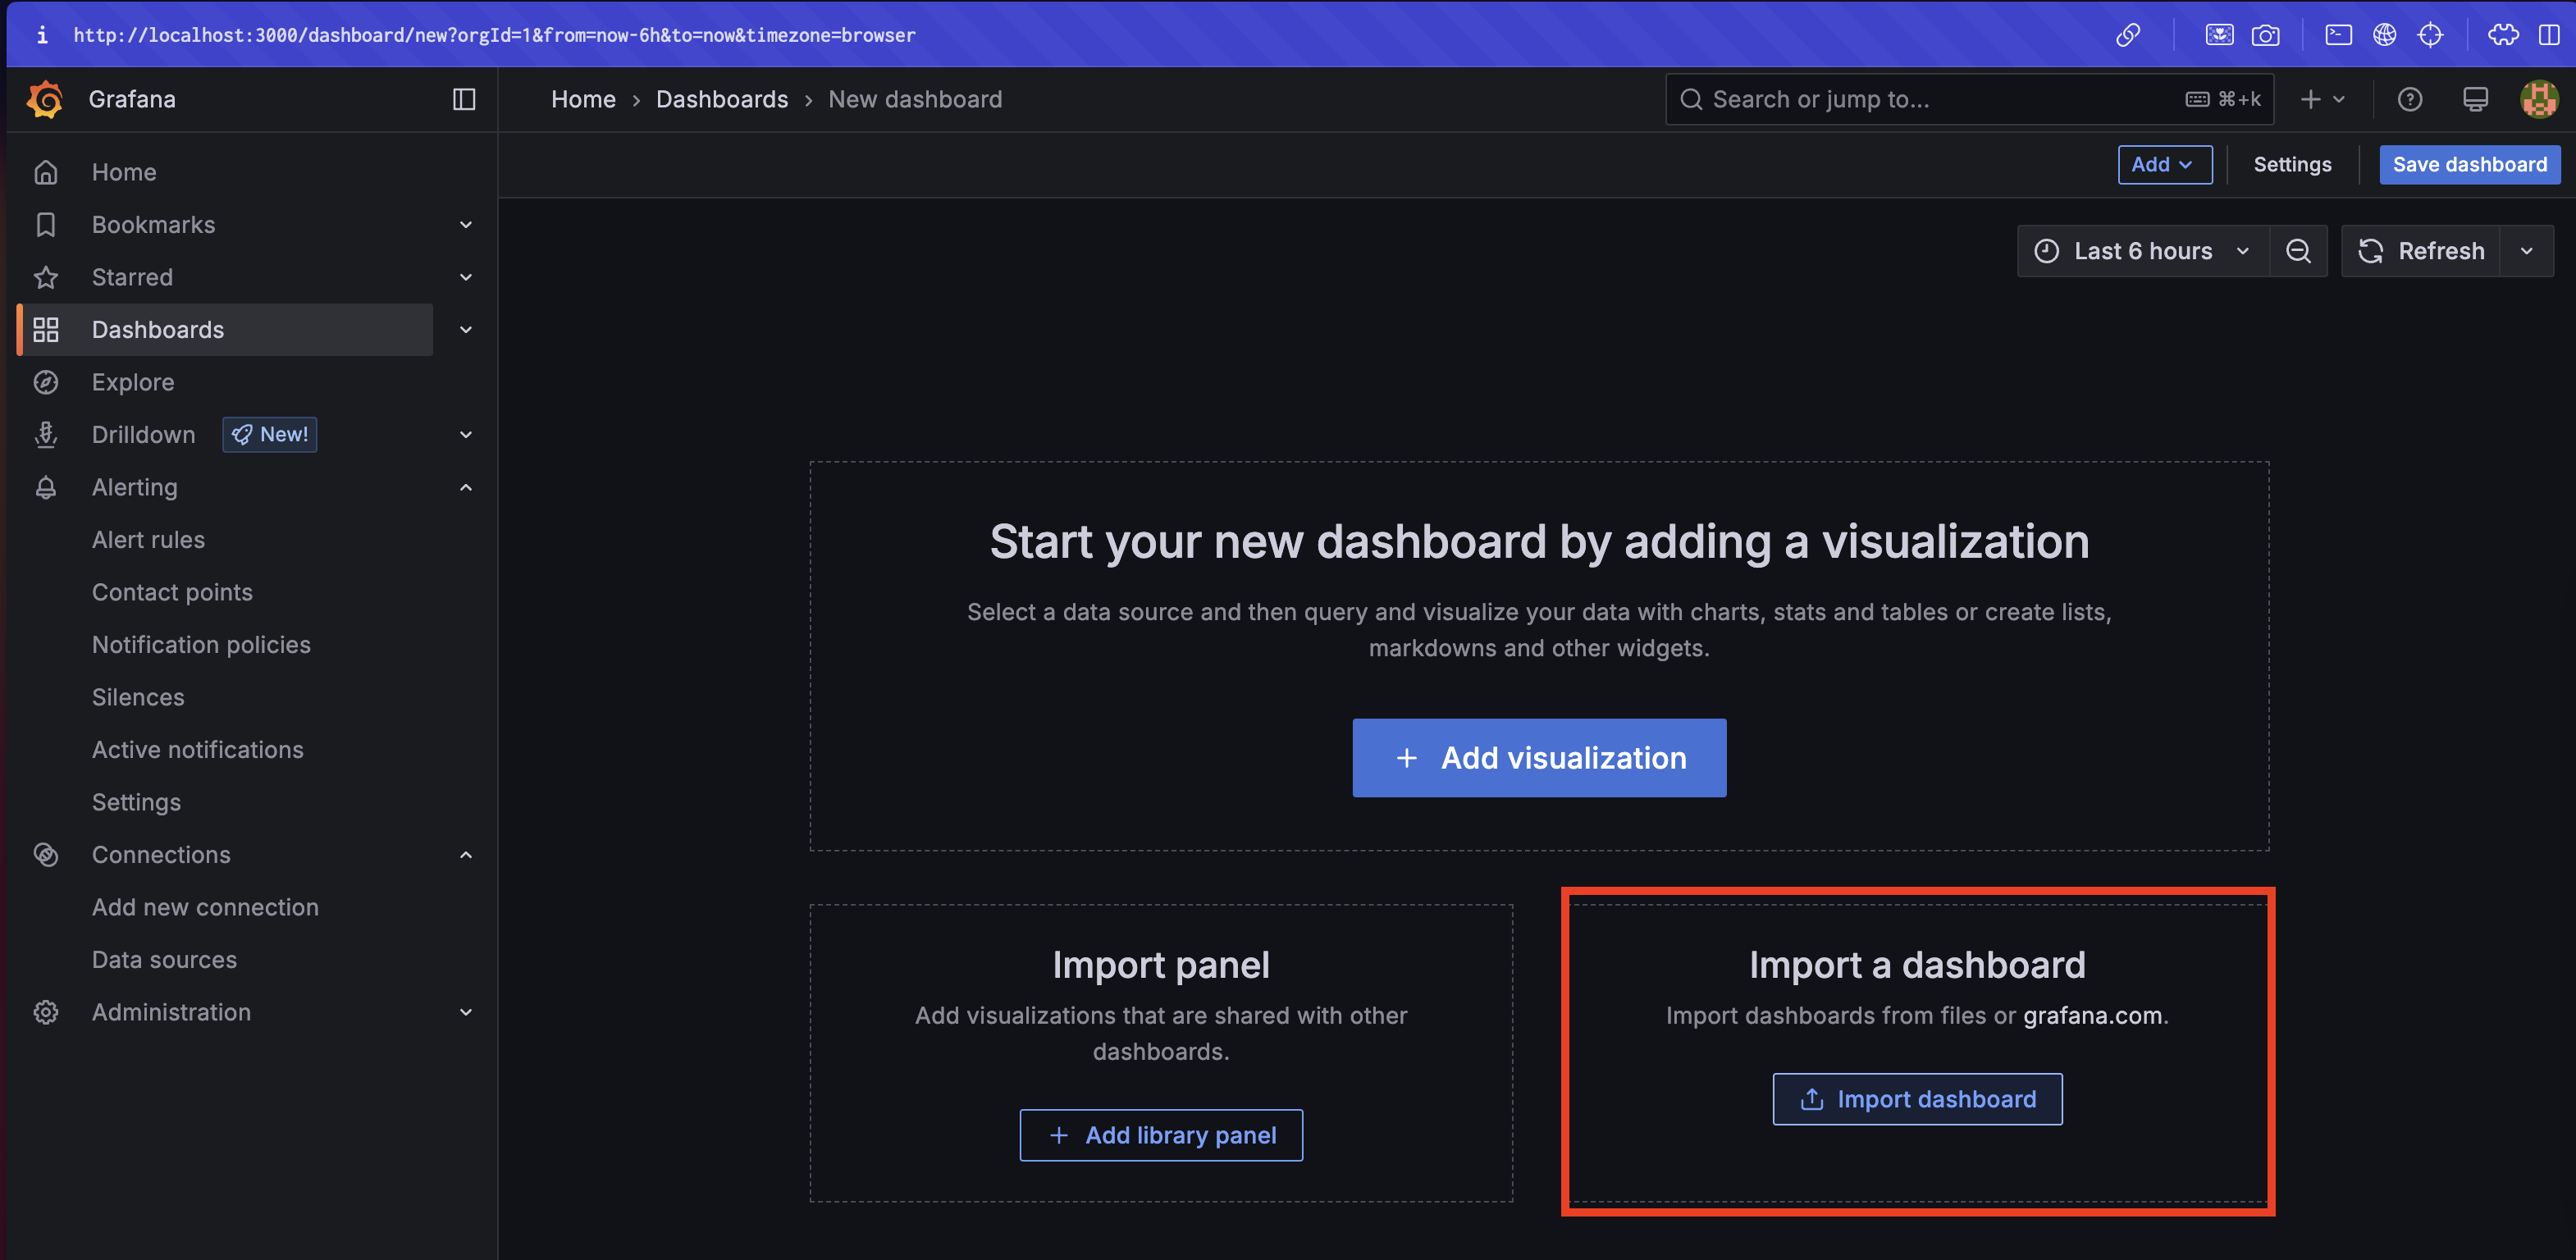 http://localhost:3000/dashboard/new?orgId=1&from=now-6h&to=now&timezone=browser
Grafana
Home › Dashboards › New dashboard
Search or jump to...
⌘+k
Home
Bookmarks
Starred
Dashboards
Explore
Drilldown
New!
Alerting
Alert rules
Contact points
Notification policies
Silences
Active notifications
Settings
Connections
Add new connection
Data sources
Administration
Add
Settings
Save dashboard
Last 6 hours
Refresh
Start your new dashboard by adding a visualization
Select a data source and then query and visualize your data with charts, stats and tables or create lists,
markdowns and other widgets.
+ Add visualization
Import panel
Add visualizations that are shared with other
dashboards.
+ Add library panel
Import a dashboard
Import dashboards from files or grafana.com.
Import dashboard